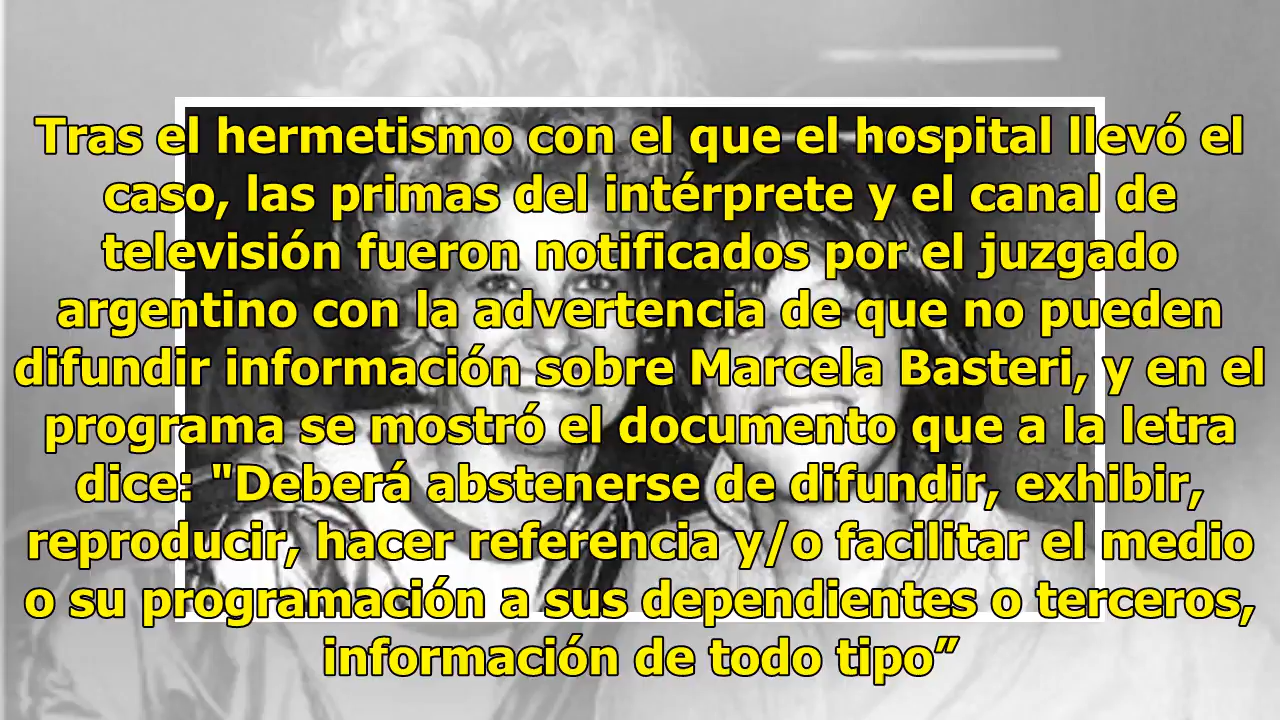 Tras el hermetismo con el que el hospital llevó el
caso, las primas del intérprete y el canal de
televisión fueron notificados por el juzgado
argentino con la advertencia de que no pueden
difundir información sobre Marcela Basteri, y en el
programa se mostró el documento que a la letra
dice: "Deberá abstenerse de difundir, exhibir,
reproducir, hacer referencia y/o facilitar el medio
o su programación a sus dependientes o terceros,
información de todo tipo”